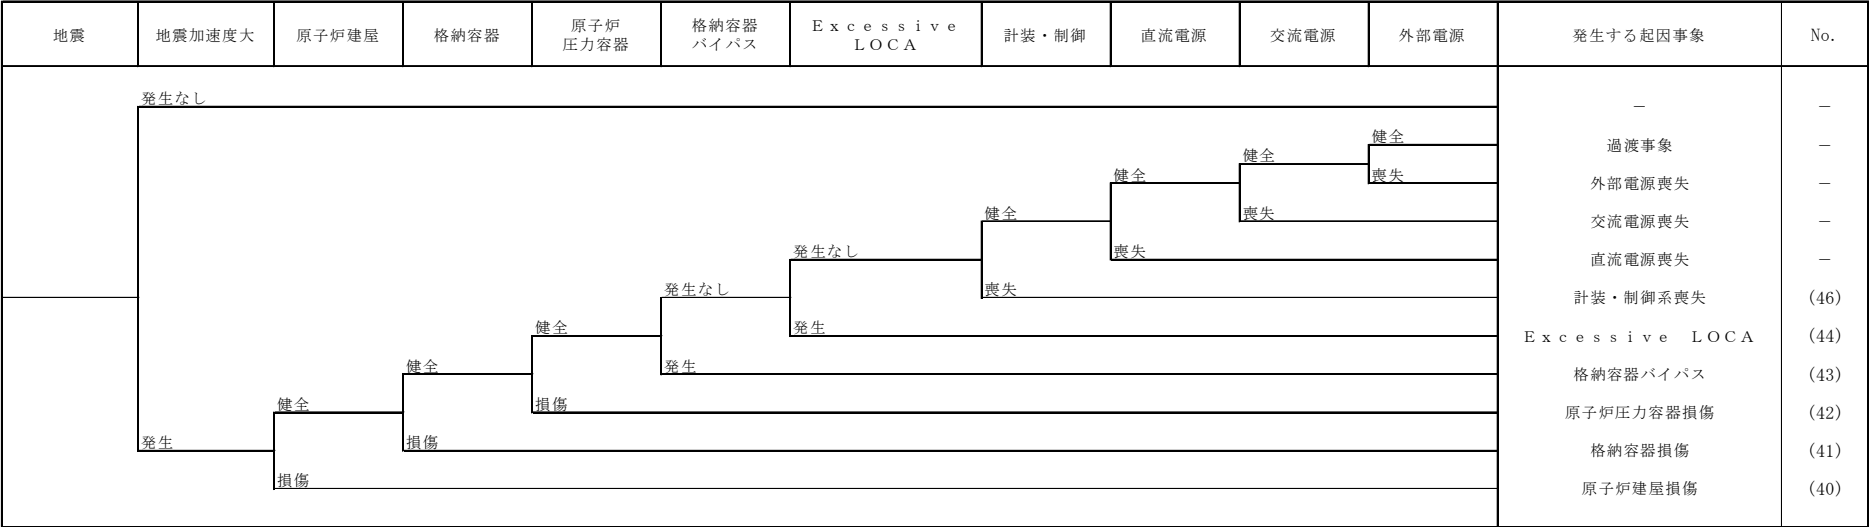 地震
地震加速度大
原子炉建屋
格納容器
原子炉
圧力容器
格納容器
バイパス
Ｅｘｃｅｓｓｉｖｅ
ＬＯＣＡ
計装・制御
直流電源
交流電源
外部電源
発生する起因事象
No.
発生なし
－
－
健全
過渡事象
－
健全
健全
喪失
外部電源喪失
－
健全
喪失
交流電源喪失
－
発生なし
喪失
直流電源喪失
－
発生なし
喪失
計装・制御系喪失
(46)
健全
発生
Ｅｘｃｅｓｓｉｖｅ　ＬＯＣＡ
(44)
健全
発生
格納容器バイパス
(43)
健全
損傷
原子炉圧力容器損傷
(42)
発生
損傷
格納容器損傷
(41)
損傷
原子炉建屋損傷
(40)